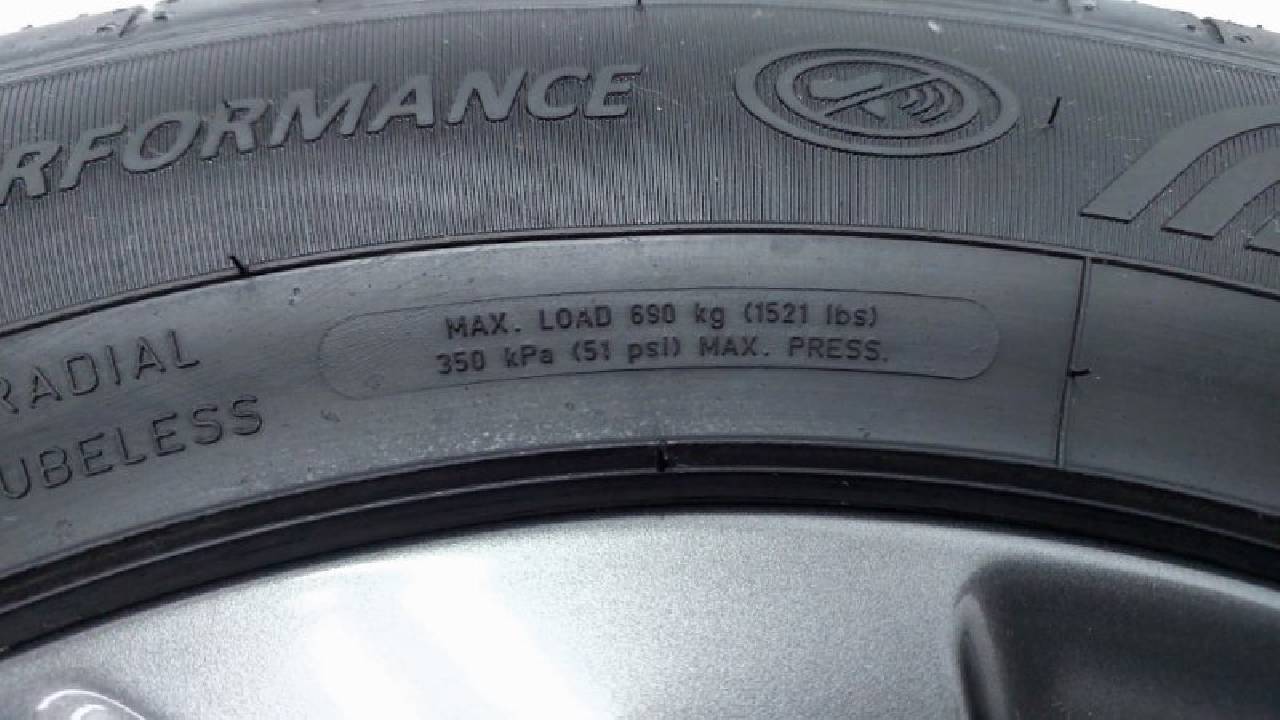 RFORMANCE
MAX. LOAD 690 kg (1521 lbs)
350 kPa (51 psi) MAX. PRESS.
RADIAL
UBELESS